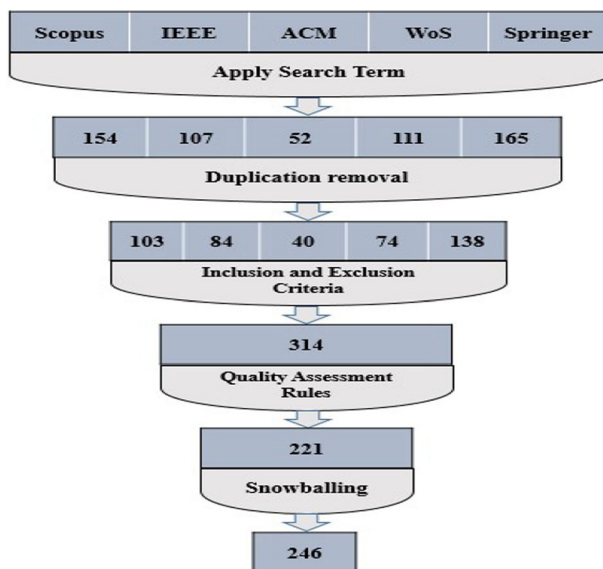 Scopus IEEE ACM WoS Springer
Apply Search Term
154 107 52 111 165
Duplication removal
103 84 40 74 138
Inclusion and Exclusion
Criteria
314
Quality Assessment
Rules
221
Snowballing
246